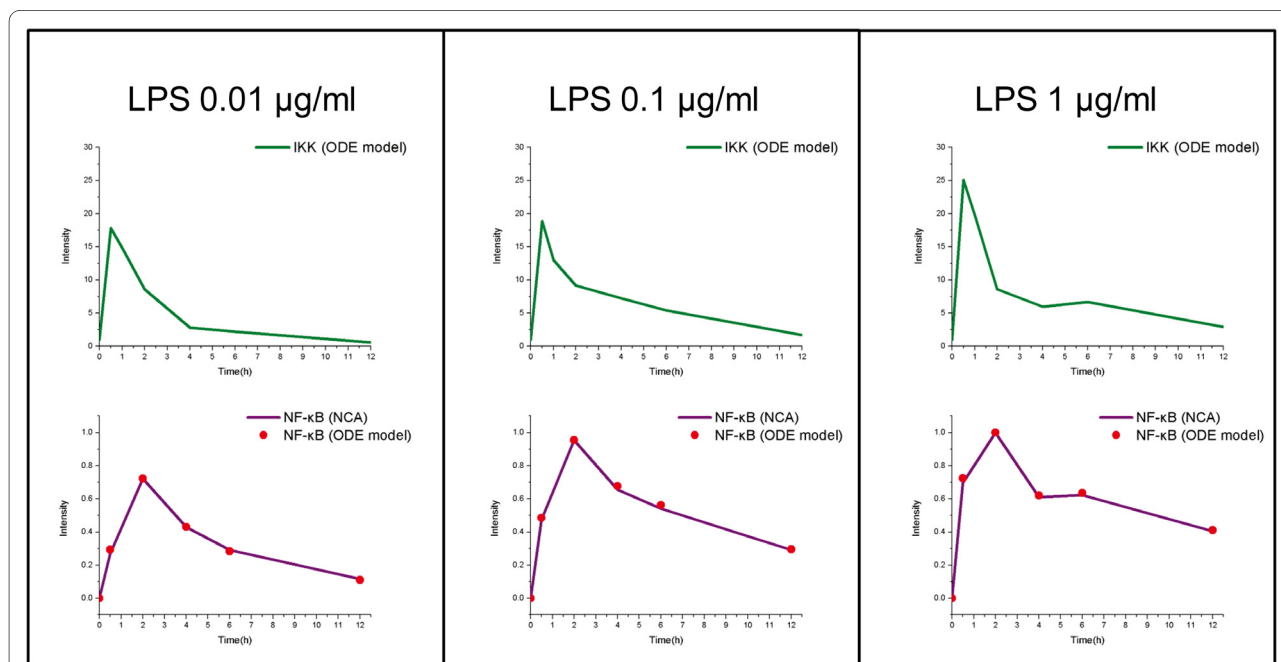 LPS 0.01 µg/ml
IKK (ODE model)
30
25
20
15
10
5
0
Intensity
0 1 2 3 4 5 6 7 8 9 10 11 12
Time(h)
NF-κB (NCA)
NF-κB (ODE model)
1.0
0.8
0.6
0.4
0.2
0.0
Intensity
0 1 2 3 4 5 6 7 8 9 10 11 12
Time(h)
LPS 0.1 µg/ml
IKK (ODE model)
30
25
20
15
10
5
0
Intensity
0 1 2 3 4 5 6 7 8 9 10 11 12
Time(h)
NF-κB (NCA)
NF-κB (ODE model)
1.0
0.8
0.6
0.4
0.2
0.0
Intensity
0 1 2 3 4 5 6 7 8 9 10 11 12
Time(h)
LPS 1 µg/ml
IKK (ODE model)
30
25
20
15
10
5
0
Intensity
0 1 2 3 4 5 6 7 8 9 10 11 12
Time(h)
NF-κB (NCA)
NF-κB (ODE model)
1.0
0.8
0.6
0.4
0.2
0.0
Intensity
0 1 2 3 4 5 6 7 8 9 10 11 12
Time(h)